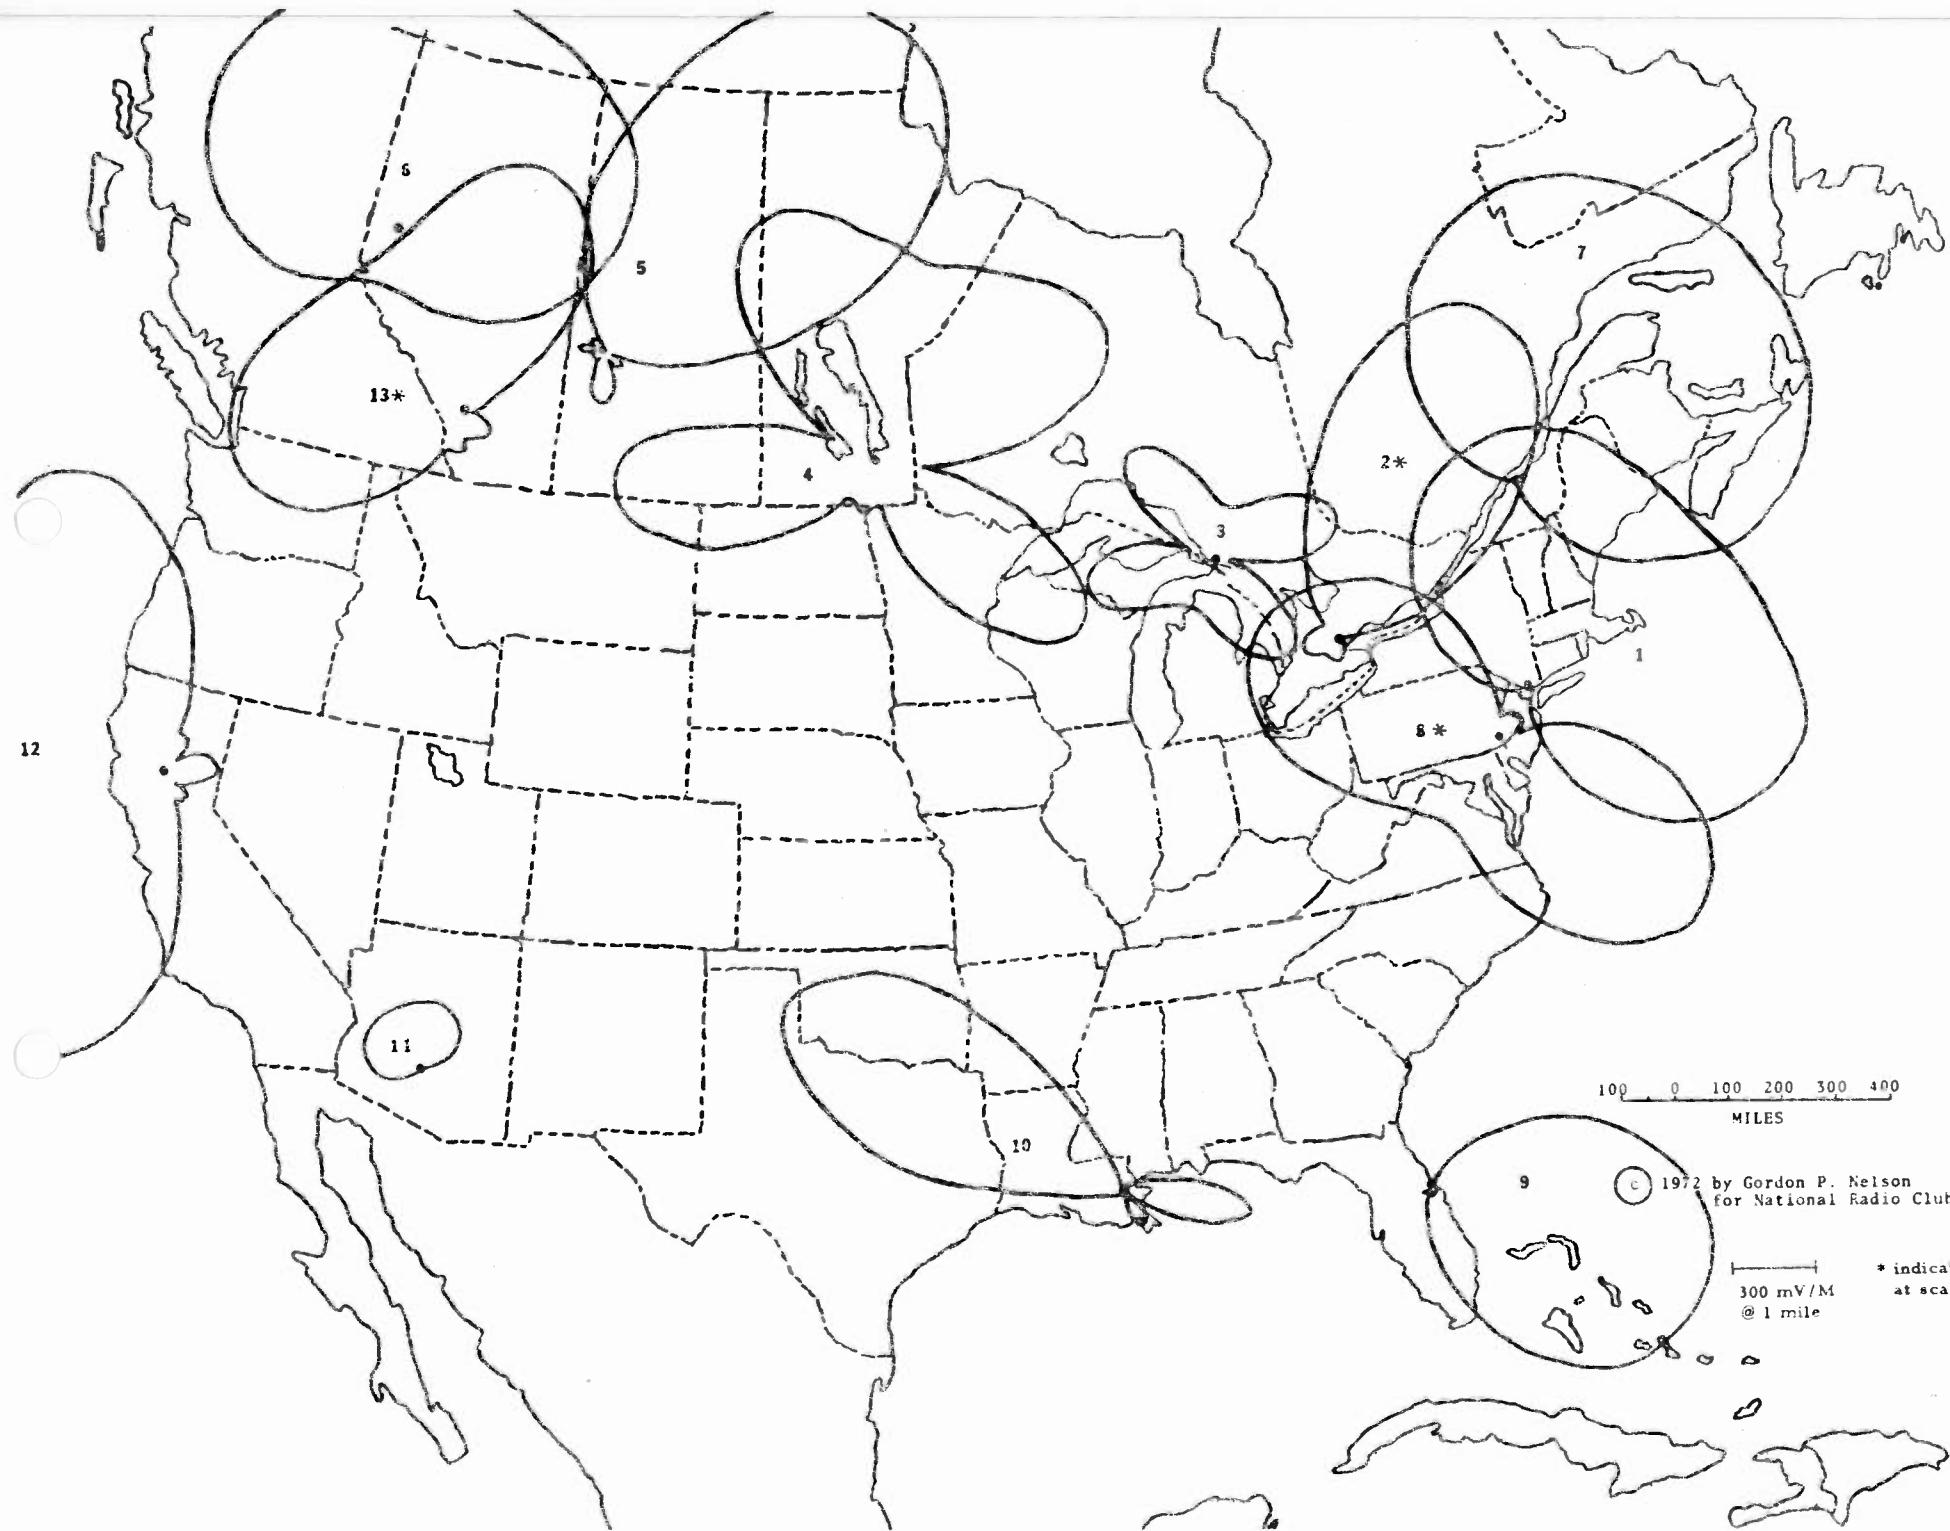 6
7
5
13*
2*
4
3
1
8*
12
11
10
100 0 100 200 300 400
MILES
9
c 1972 by Gordon P. Nelson
for National Radio Club
300 mV/M
@ 1 mile
* indica
at sca